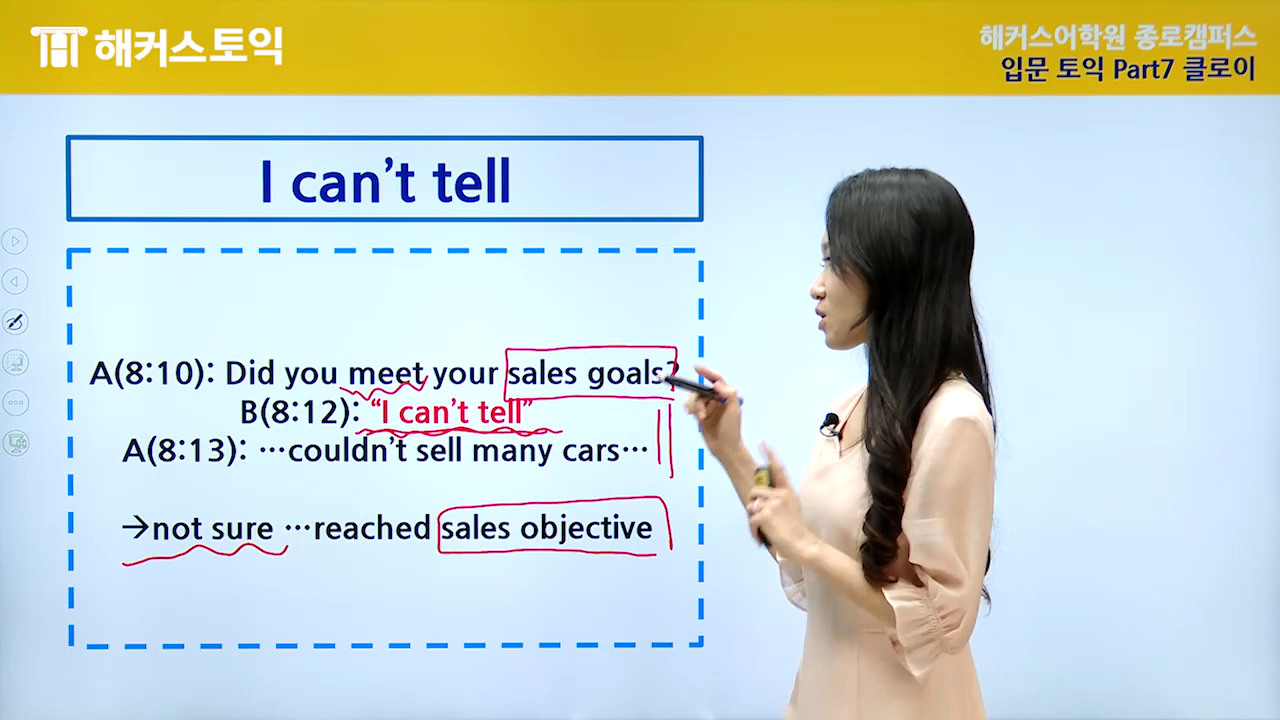 해커스토익
해커스어학원 종로캠퍼스
입문 토익 Part7 클로이
I can't tell
A(8:10): Did you meet your sales goals?
B(8:12): “I can't tell”
A(8:13): …couldn't sell many cars…
→not sure …reached sales objective